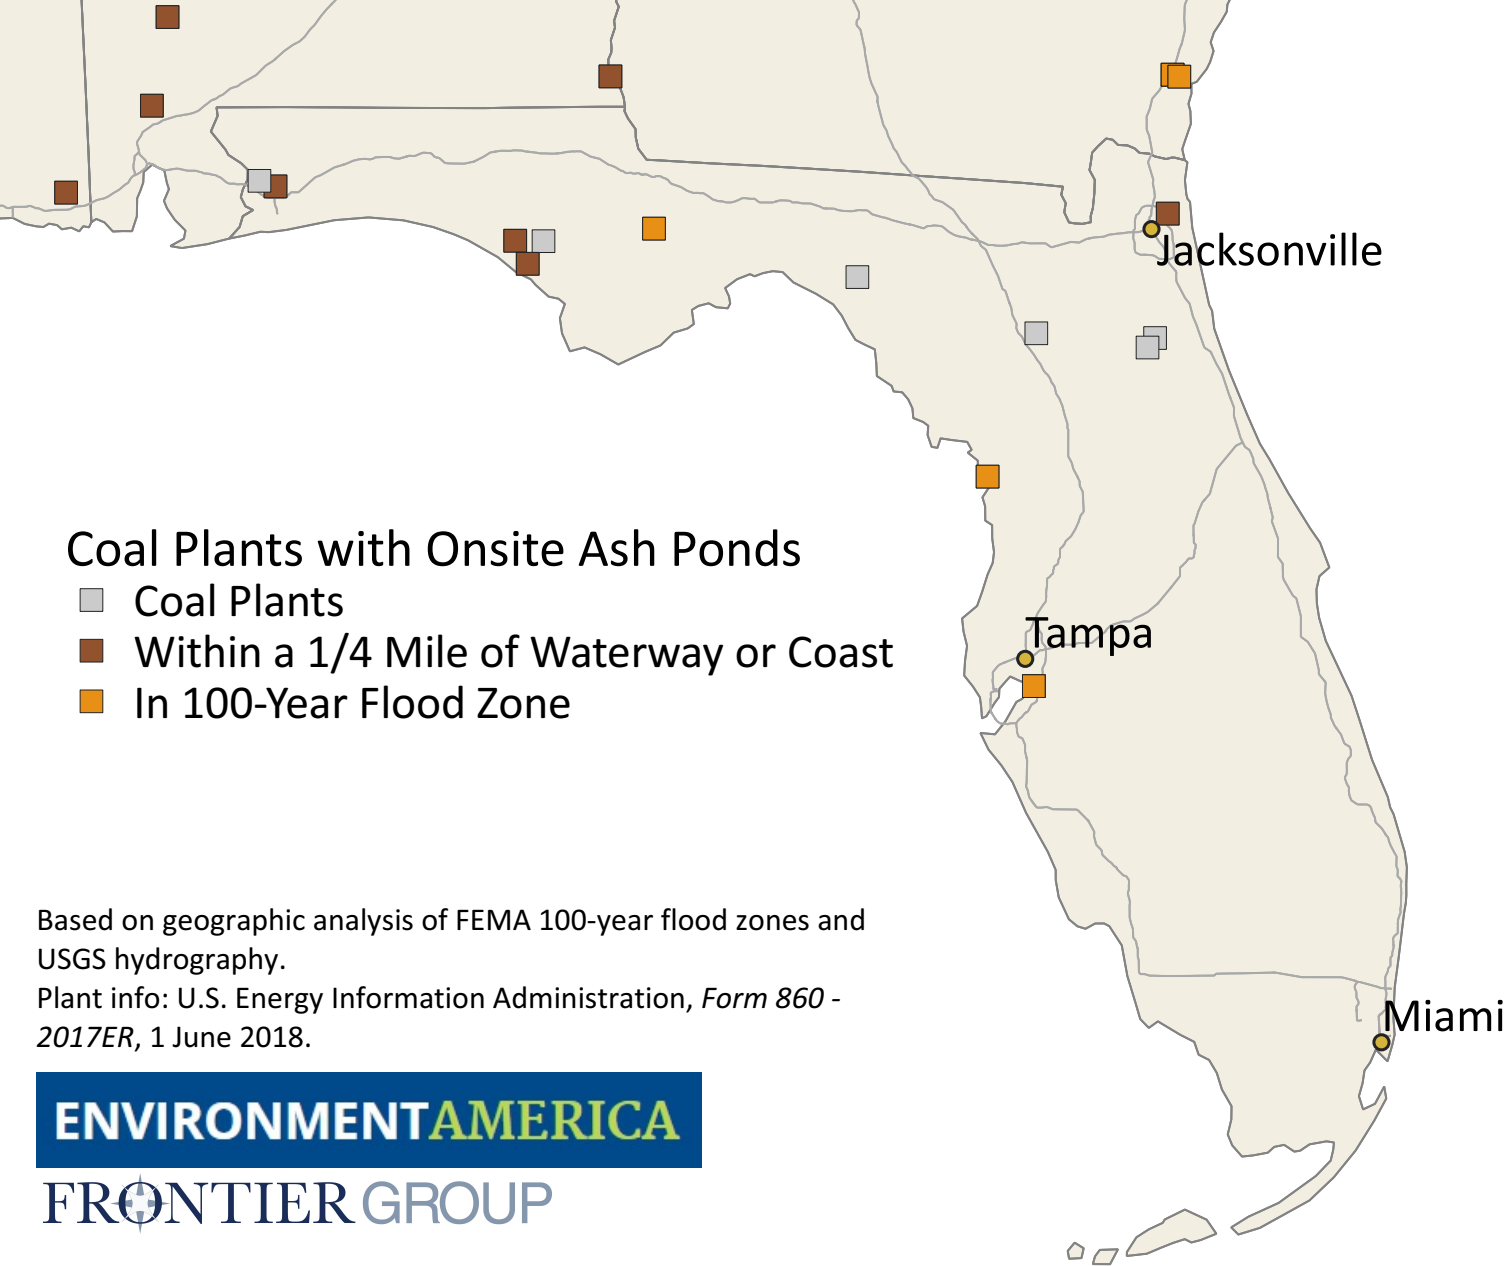 Jacksonville
Coal Plants with Onsite Ash Ponds
Coal Plants
Within a 1/4 Mile of Waterway or Coast
In 100-Year Flood Zone
Tampa
Based on geographic analysis of FEMA 100-year flood zones and
USGS hydrography.
Plant info: U.S. Energy Information Administration, Form 860 -
2017ER, 1 June 2018.
Miami
ENVIRONMENTAMERICA
FRONTIER GROUP